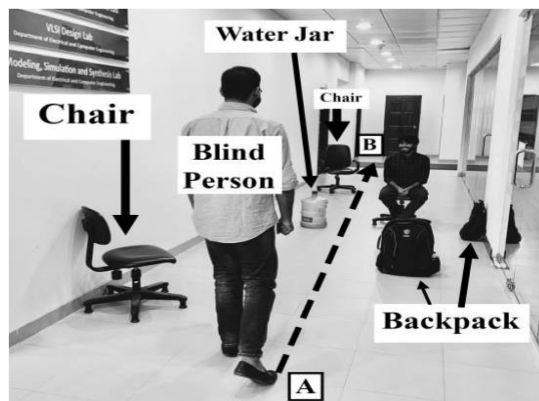 VLSI Design Lab
Department of Electrical and Computer Engineering
Modeling, Simulation and Synthesis Lab
Department of Electrical and Computer Engineering
Water Jar
Chair
Chair
B
Blind
Person
Backpack
A